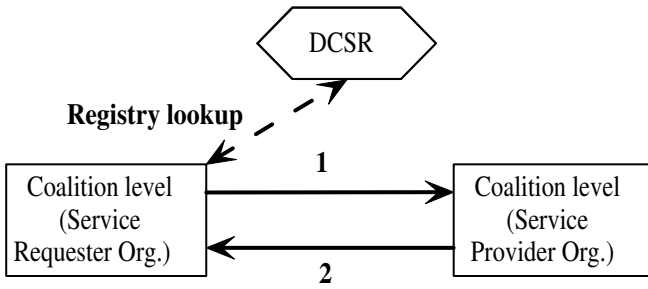 DCSR
Registry lookup
1
Coalition level
(Service
Requester Org.)
Coalition level
(Service
Provider Org.)
2